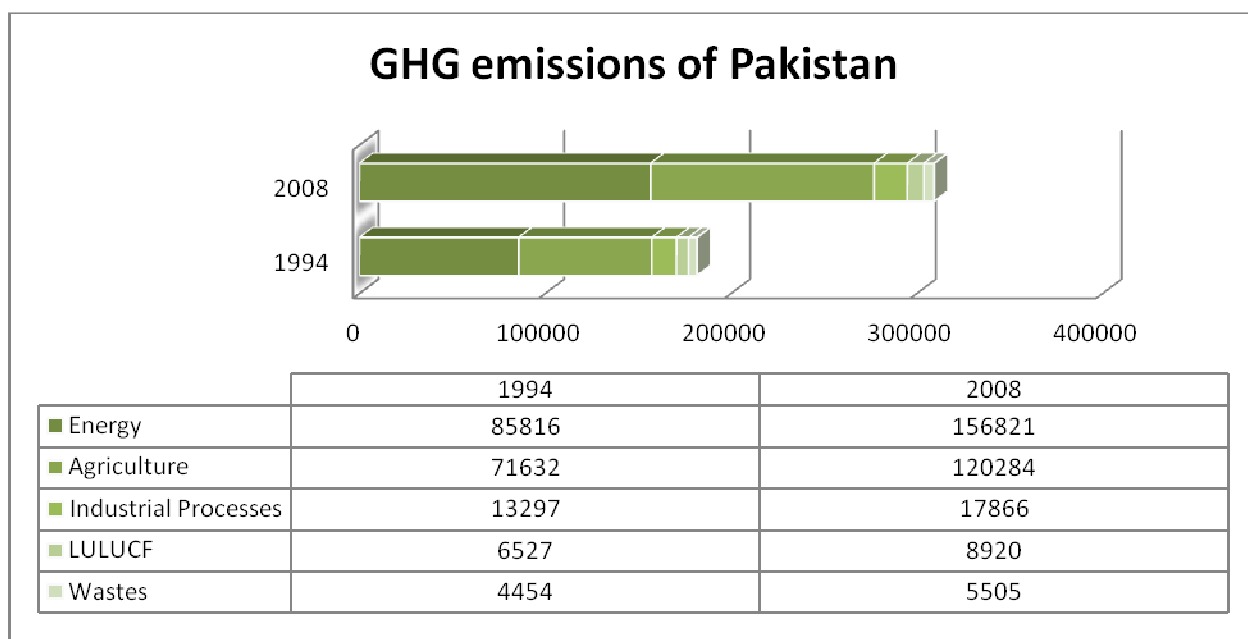 GHG emissions of Pakistan
2008
1994
0 100000 200000 300000 400000
1994 2008
Energy 85816 156821
Agriculture 71632 120284
Industrial Processes 13297 17866
LULUCF 6527 8920
Wastes 4454 5505